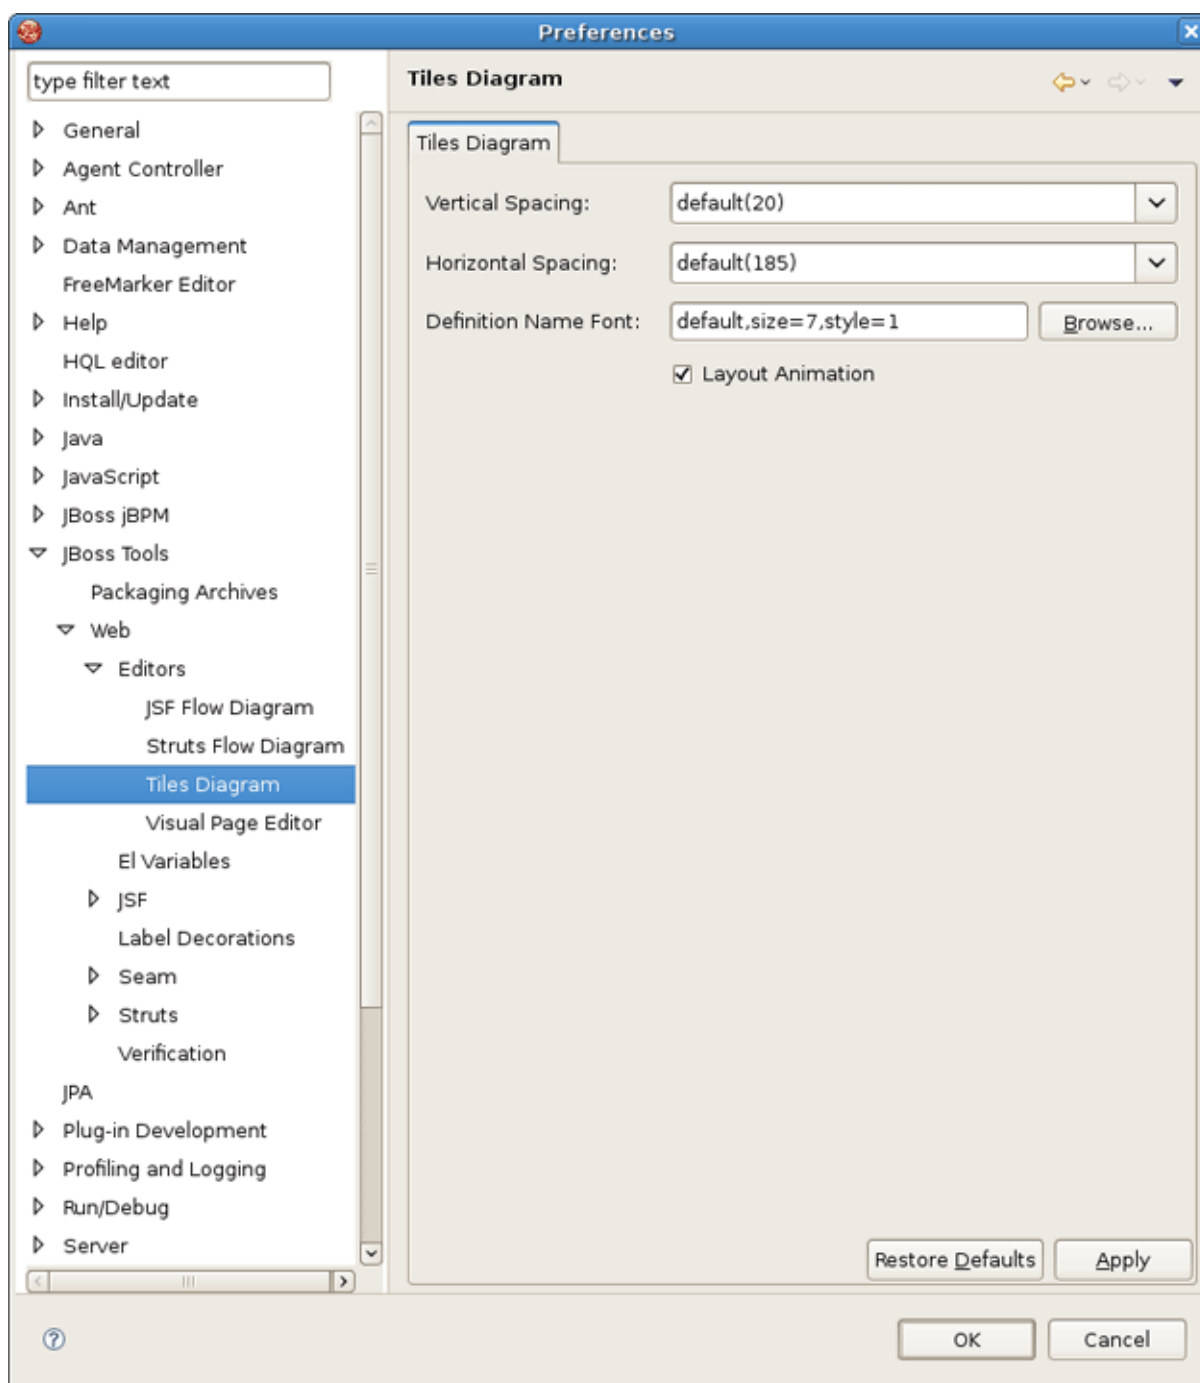 Preferences
type filter text
General
Agent Controller
Ant
Data Management
FreeMarker Editor
Help
HQL editor
Install/Update
Java
JavaScript
JBoss jBPM
JBoss Tools
Packaging Archives
Web
Editors
JSF Flow Diagram
Struts Flow Diagram
Tiles Diagram
Visual Page Editor
El Variables
JSF
Label Decorations
Seam
Struts
Verification
JPA
Plug-in Development
Profiling and Logging
Run/Debug
Server
Tiles Diagram
Tiles Diagram
Vertical Spacing: default(20)
Horizontal Spacing: default(185)
Definition Name Font: default,size=7,style=1 Browse...
Layout Animation
Restore Defaults Apply
OK Cancel